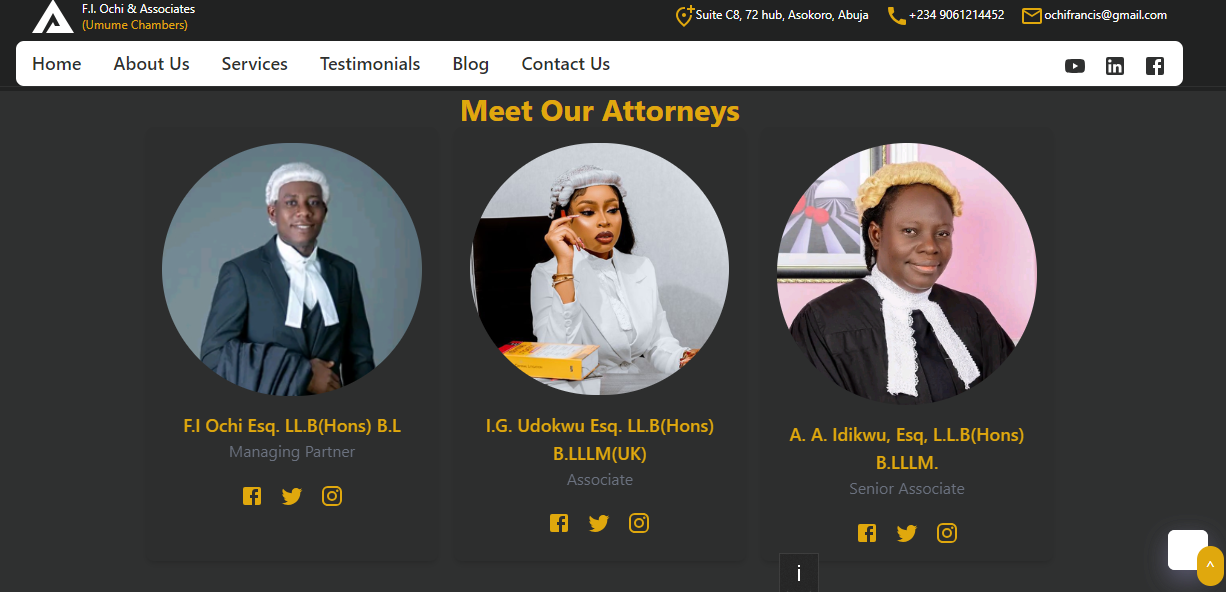 F.I. Ochi & Associates
(Umume Chambers)
Suite C8, 72 hub, Asokoro, Abuja
+234 9061214452
ochifrancis@gmail.com
Home
About Us
Services
Testimonials
Blog
Contact Us
Meet Our Attorneys
F.I Ochi Esq. LL.B(Hons) B.L
Managing Partner
I.G. Udokwu Esq. LL.B(Hons)
B.LLLM(UK)
Associate
A. A. Idikwu, Esq, L.L.B(Hons)
B.LLLM.
Senior Associate
i
^